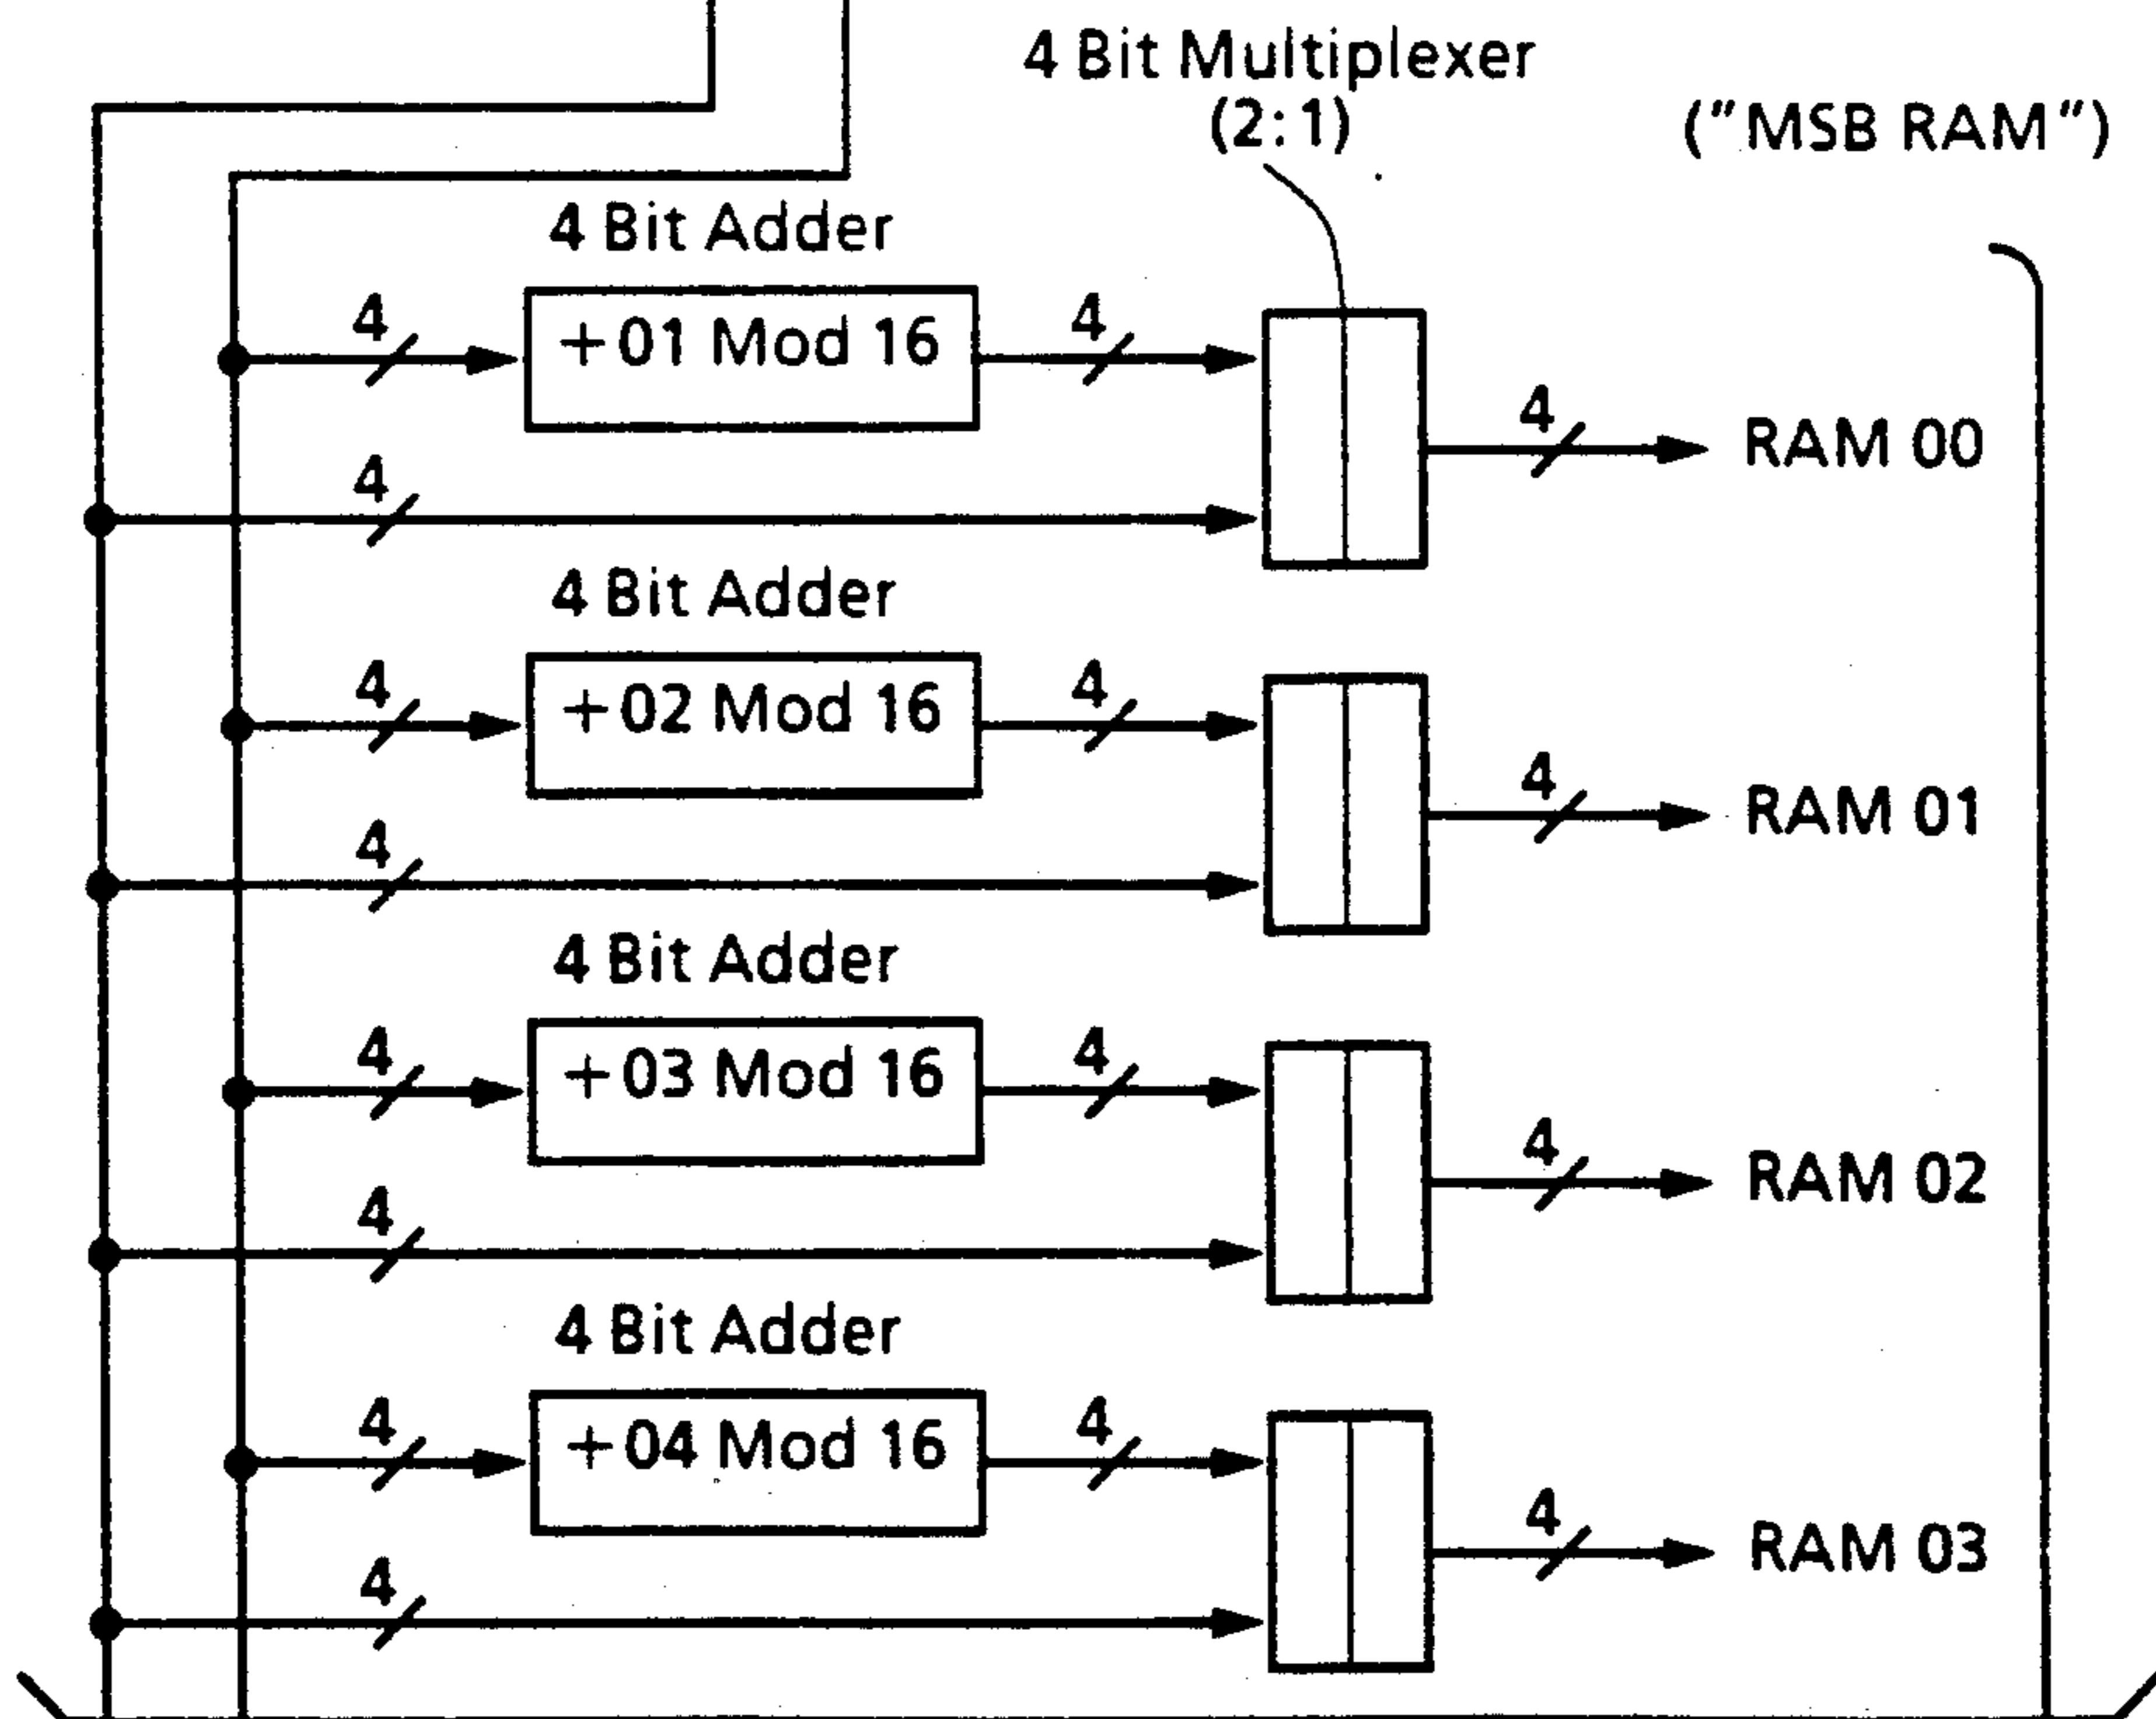 4 Bit Multiplexer
(2:1)
("MSB RAM")
4 Bit Adder
4
+01 Mod 16
4
4
RAM 00
4
4 Bit Adder
4
+02 Mod 16
4
4
RAM 01
4
4 Bit Adder
4
+03 Mod 16
4
4
RAM 02
4
4 Bit Adder
4
+04 Mod 16
4
4
RAM 03
4